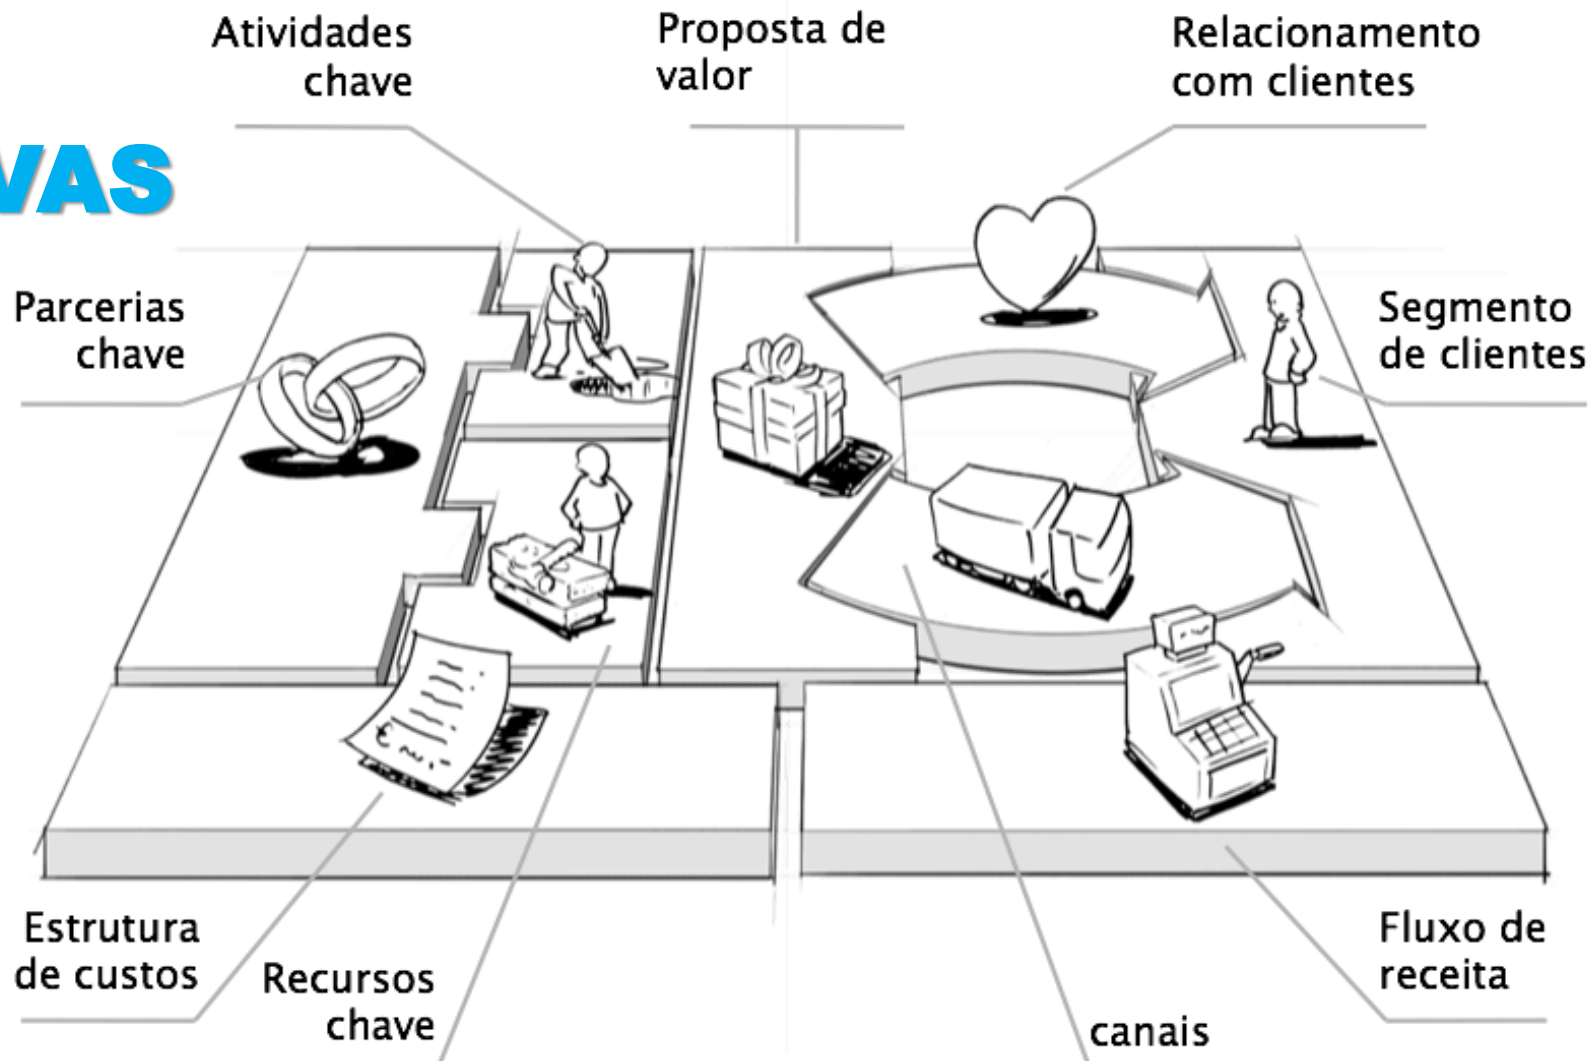 Atividades
chave
Proposta de
valor
Relacionamento
com clientes
VAS
Parcerias
chave
Segmento
de clientes
€
Estrutura
de custos
Recursos
chave
canais
Fluxo de
receita